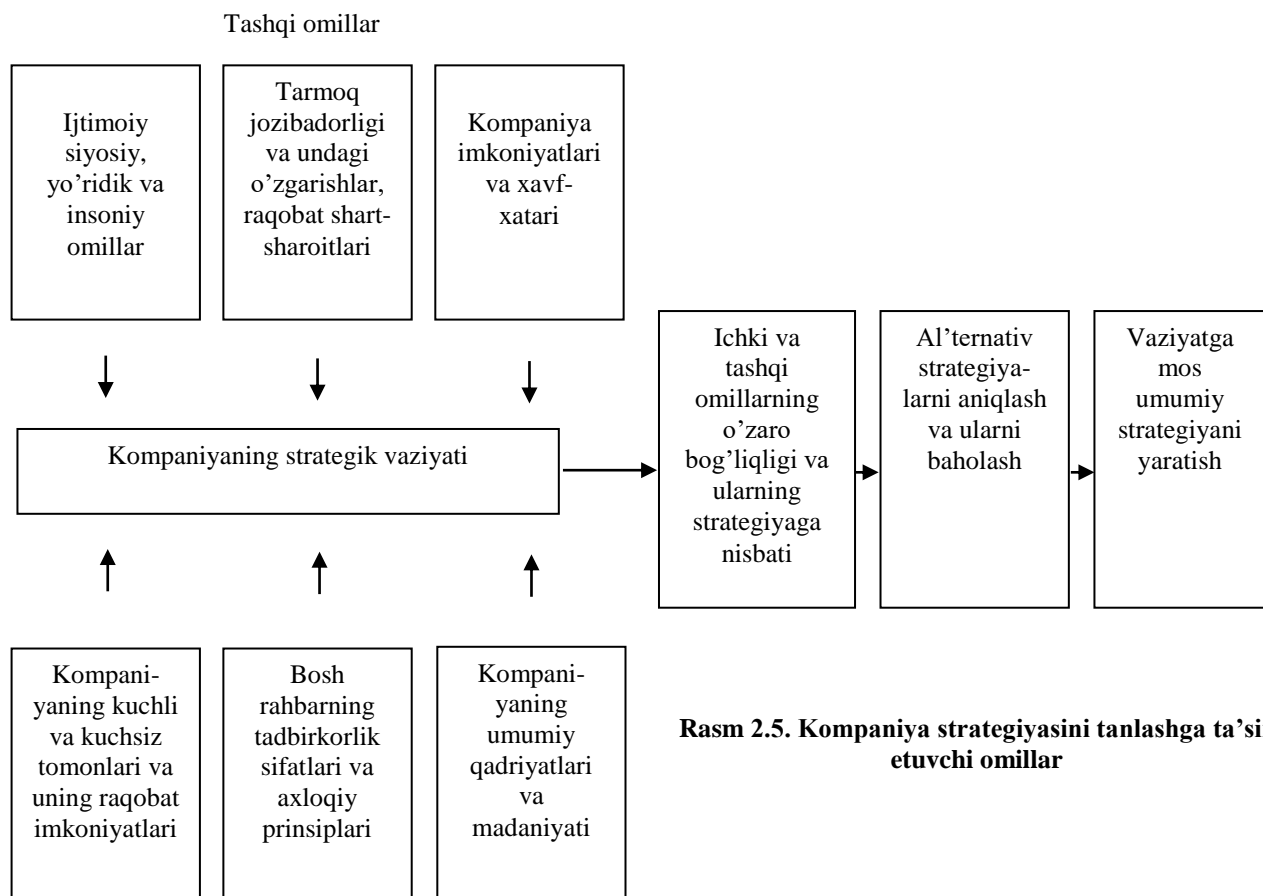 Tashqi omillar
Ijtimoiy
siyosiy,
yo’ridik va
insoniy
omillar
Tarmoq
jozibadorligi
va undagi
o’zgarishlar,
raqobat shart-
sharoitlari
Kompaniya
imkoniyatlari
va xavf-
xatari
Kompaniyaning strategik vaziyati
Ichki va
tashqi
omillarning
o’zaro
bog’liqligi va
ularning
strategiyaga
nisbati
Al’ternativ
strategiya-
larni aniqlash
va ularni
baholash
Vaziyatga
mos
umumiy
strategiyani
yaratish
Kompani-
yaning kuchli
va kuchsiz
tomonlari va
uning raqobat
imkoniyatlari
Bosh
rahbarning
tadbirkorlik
sifatlari va
axloqiy
prinsiplari
Kompani-
yaning
umumiy
qadriyatlari
va
madaniyati
Rasm 2.5. Kompaniya strategiyasini tanlashga ta’si
etuvchi omillar